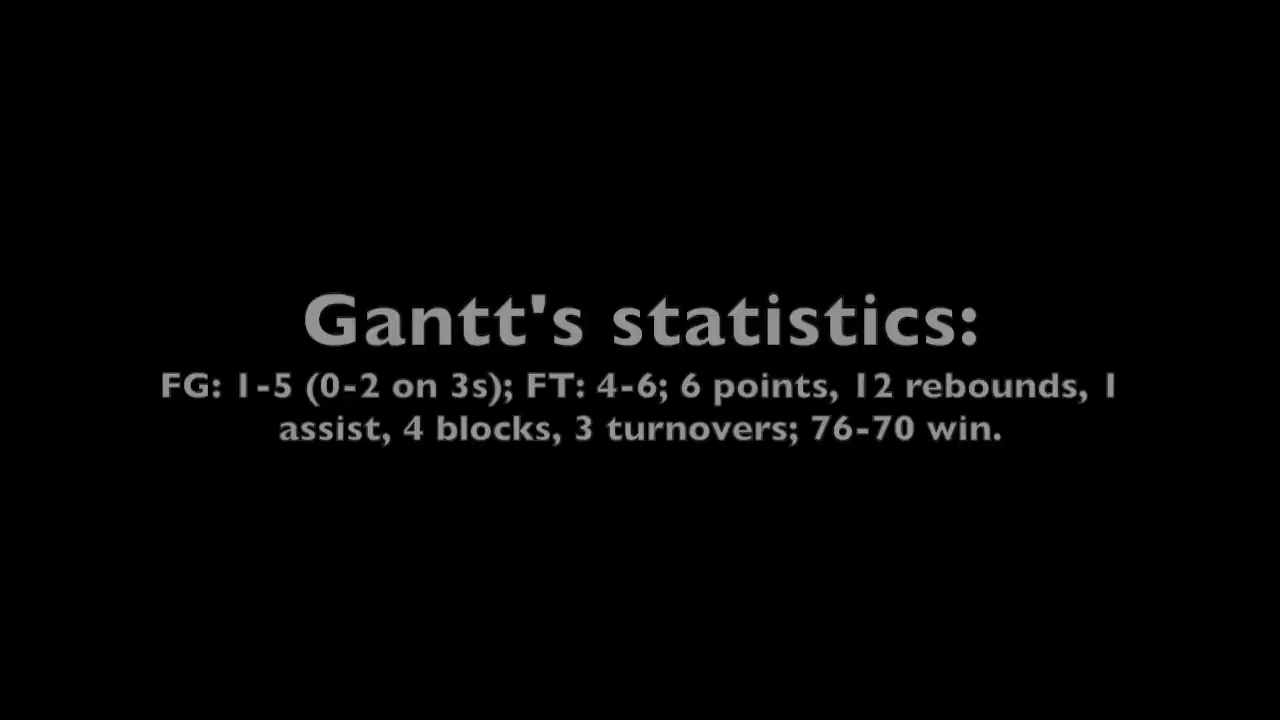 Gantt's statistics:
FG: 1-5 (0-2 on 3s); FT: 4-6; 6 points, 12 rebounds, 1
assist, 4 blocks, 3 turnovers; 76-70 win.